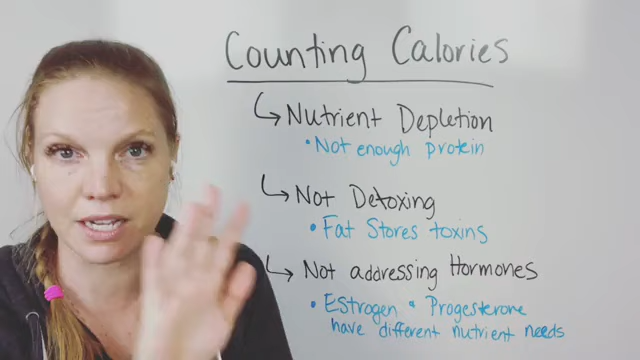 Counting Calories
↳ Nutrient Depletion
• Not enough protein
↳ Not Detoxing
• Fat Stores toxins
↳ Not addressing Hormones
• Estrogen & Progesterone
have different nutrient needs